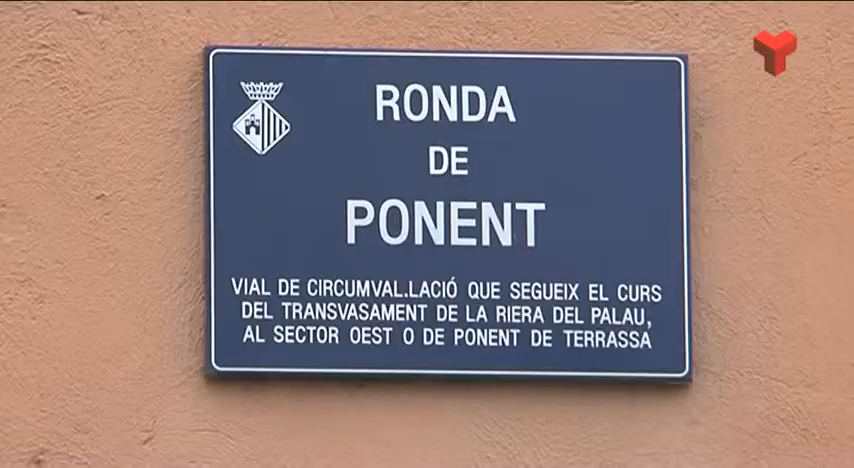 RONDA
DE
PONENT
VIAL DE CIRCUMVAL.LACIÓ QUE SEGUEIX EL CURS
DEL TRANSVASAMENT DE LA RIERA DEL PALAU,
AL SECTOR OEST O DE PONENT DE TERRASSA